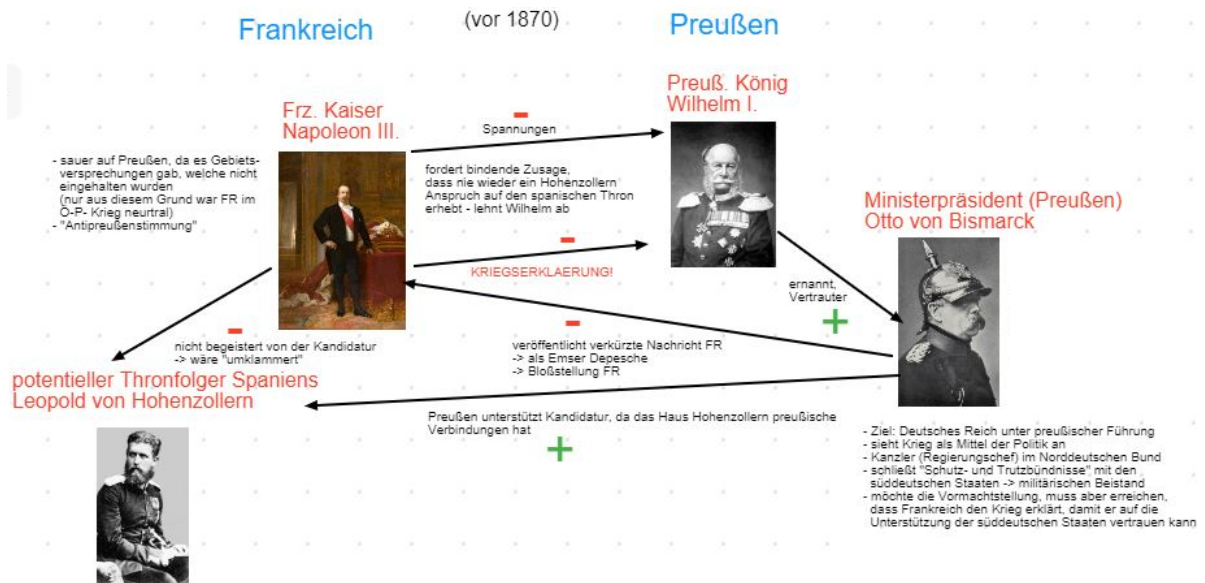 Frankreich
(vor 1870)
Preußen
Frz. Kaiser
Napoleon III.
Preuß. König
Wilhelm I.
Spannungen
- sauer auf Preußen, da es Gebiets-
versprechungen gab, welche nicht
eingehalten wurden
(nur aus diesem Grund war FR im
Ö-P- Krieg neurtral)
- "Antipreußenstimmung"
fordert bindende Zusage,
dass nie wieder ein Hohenzollern
Anspruch auf den spanischen Thron
erhebt - lehnt Wilhelm ab
Ministerpräsident (Preußen)
Otto von Bismarck
KRIEGSERKLAERUNG!
ernannt,
Vertrauter
nicht begeistert von der Kandidatur
-> wäre "umklammert"
veröffentlicht verkürzte Nachricht FR
-> als Emser Depesche
-> Bloßstellung FR
potentieller Thronfolger Spaniens
Leopold von Hohenzollern
Preußen unterstützt Kandidatur, da das Haus Hohenzollern preußische
Verbindungen hat
- Ziel: Deutsches Reich unter preußischer Führung
- sieht Krieg als Mittel der Politik an
- Kanzler (Regierungschef) im Norddeutschen Bund
- schließt "Schutz- und Trutzbündnisse" mit den
süddeutschen Staaten -> militärischen Beistand
- möchte die Vormachtstellung, muss aber erreichen,
dass Frankreich den Krieg erklärt, damit er auf die
Unterstützung der süddeutschen Staaten vertrauen kann